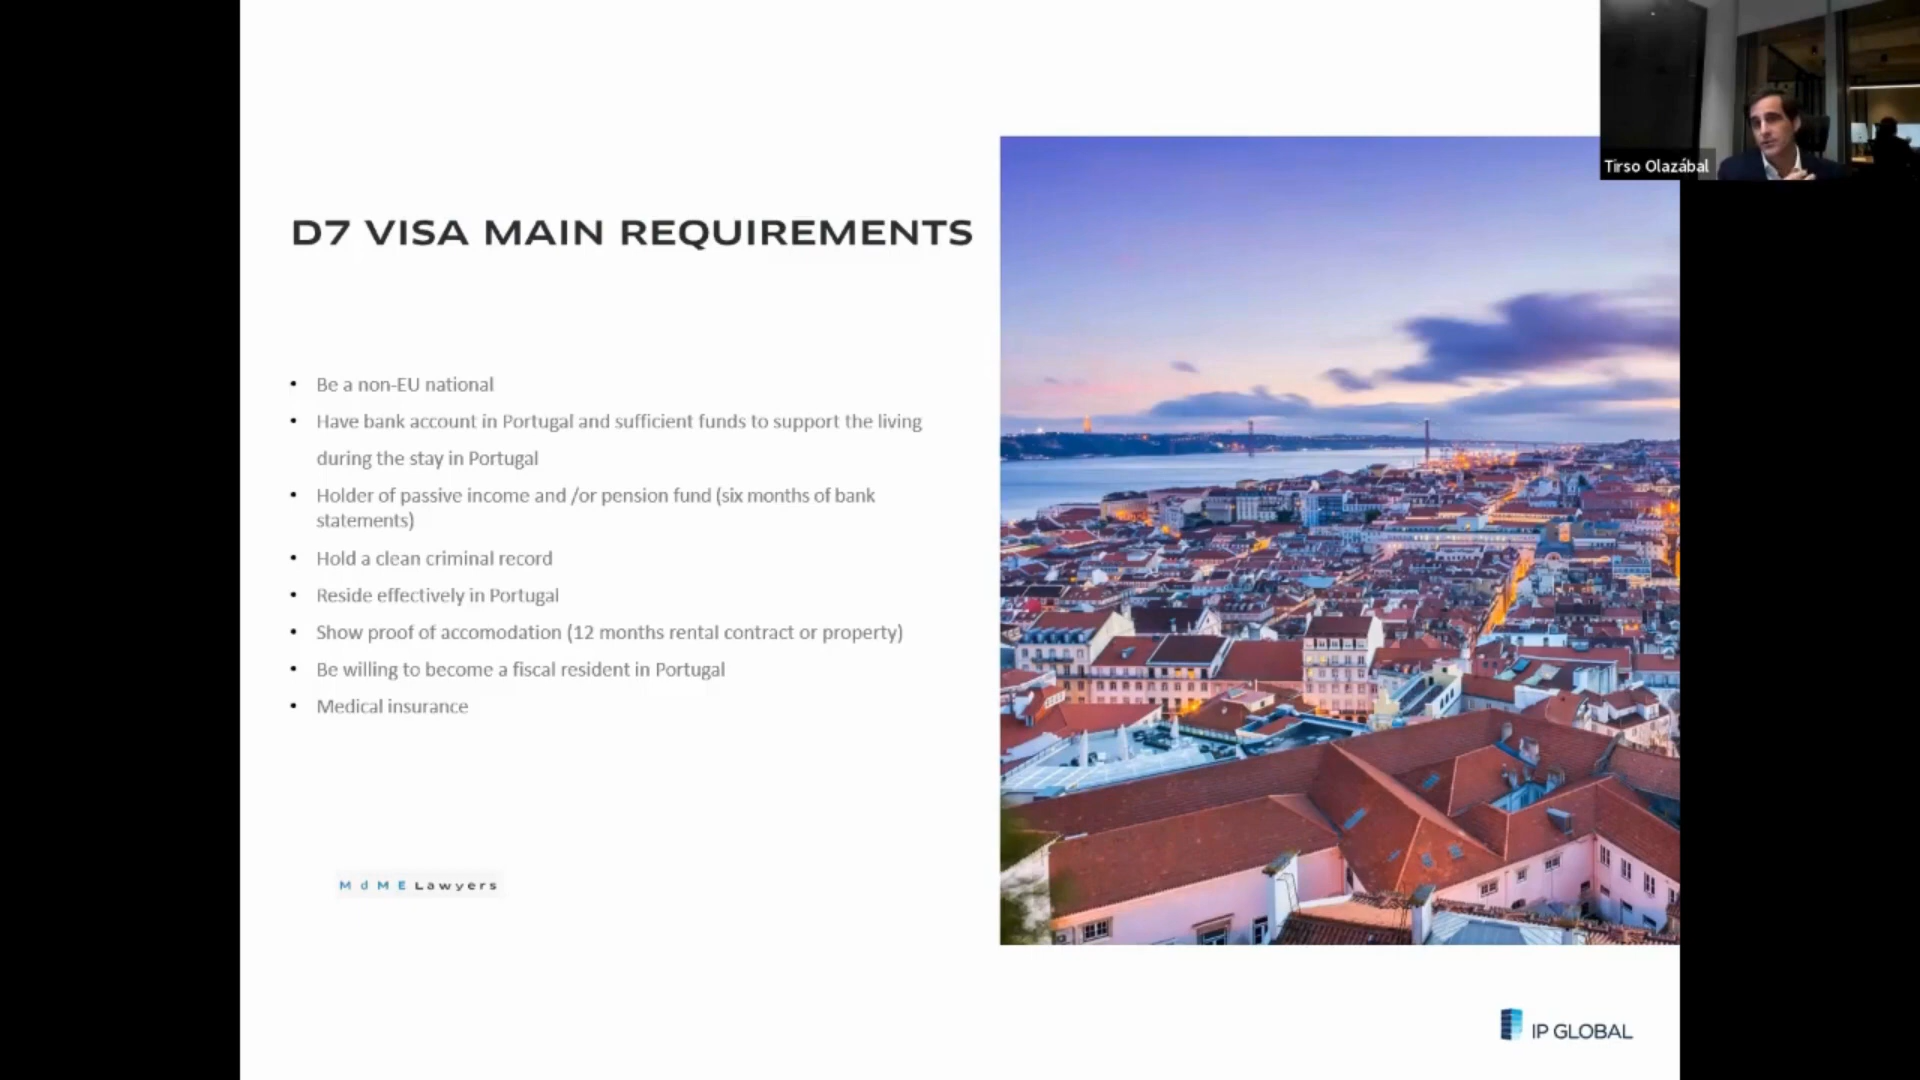 Tirso Olazábal
D7 VISA MAIN REQUIREMENTS
• Be a non-EU national
• Have bank account in Portugal and sufficient funds to support the living
during the stay in Portugal
• Holder of passive income and /or pension fund (six months of bank
statements)
• Hold a clean criminal record
• Reside effectively in Portugal
• Show proof of accomodation (12 months rental contract or property)
• Be willing to become a fiscal resident in Portugal
• Medical insurance
MdME Lawyers
IP GLOBAL